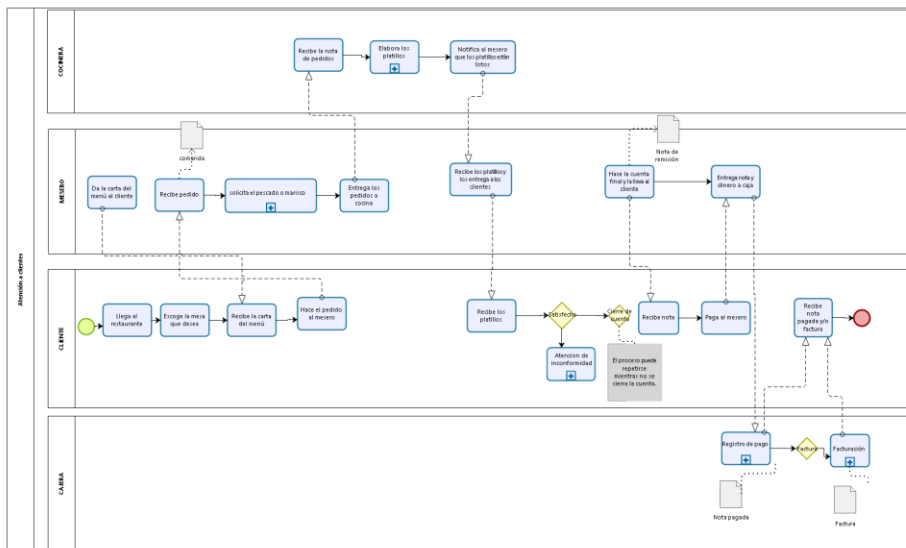 Atención a clientes
COCINERA
Recibe la nota
de pedidos
Elabora los
platillos
Notifica al mesero
que los platillos están
listos
MESERO
Da la carta del
menú al cliente
comanda
Recibe pedido
solicita el pescado o marisco
Entrega los
pedidos a
cocina
Recibe los platillos y
los entrega a los
clientes
Hace la cuenta
final y la lleva al
cliente
Nota de
remisión
Entrega nota y
dinero a caja
CLIENTE
Llega al
restaurante
Escoge la mesa
que desea
Recibe la carta
del menú
Hace el pedido
al mesero
Recibe los
platillos
Satisfecho
Atencion de
inconformidad
Cierre de
cuenta
El proceso puede
repetirse
mientras no se
cierra la cuenta.
Recibe nota
Paga al mesero
Recibe
nota
pagada y/o
factura
CAJERA
Registro de pago
Nota pagada
Factura
Facturación
Factura